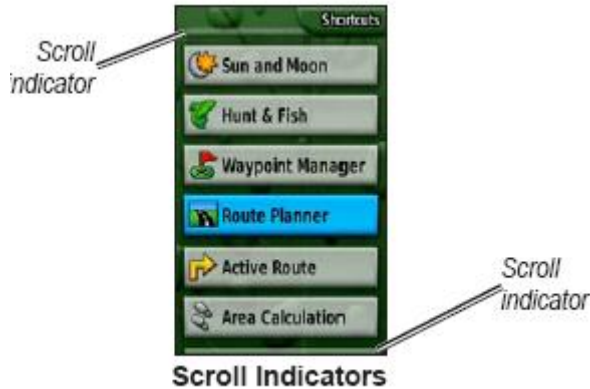 Shortcuts
Scroll
indicator
Sun and Moon
Hunt & Fish
Waypoint Manager
Route Planner
Active Route
Area Calculation
Scroll
indicator
Scroll Indicators